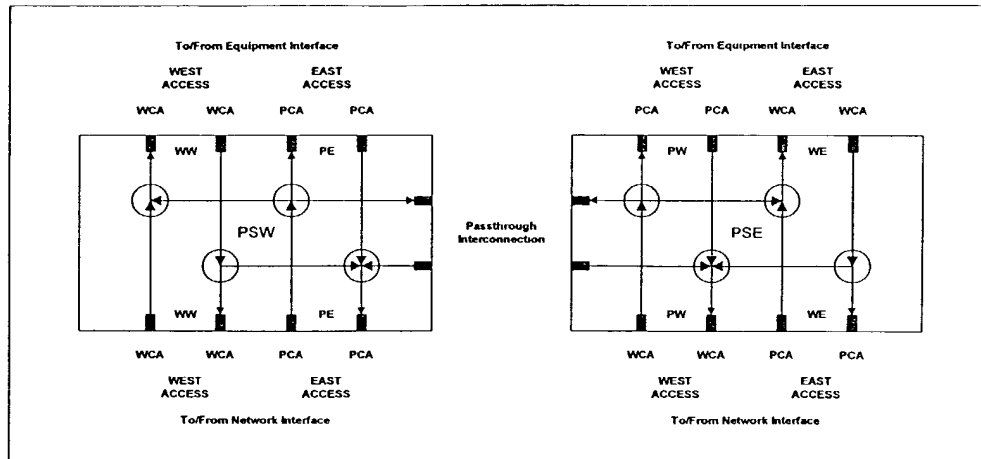 To/From Equipment Interface
WEST ACCESS
EAST ACCESS
WCA WCA PCA PCA
WW PE
PSW
WW PE
WCA WCA PCA PCA
WEST ACCESS
EAST ACCESS
To/From Network Interface
Passthrough
Interconnection
To/From Equipment Interface
WEST ACCESS
EAST ACCESS
PCA PCA WCA WCA
PW WE
PSE
PW WE
WCA WCA PCA PCA
WEST ACCESS
EAST ACCESS
To/From Network Interface